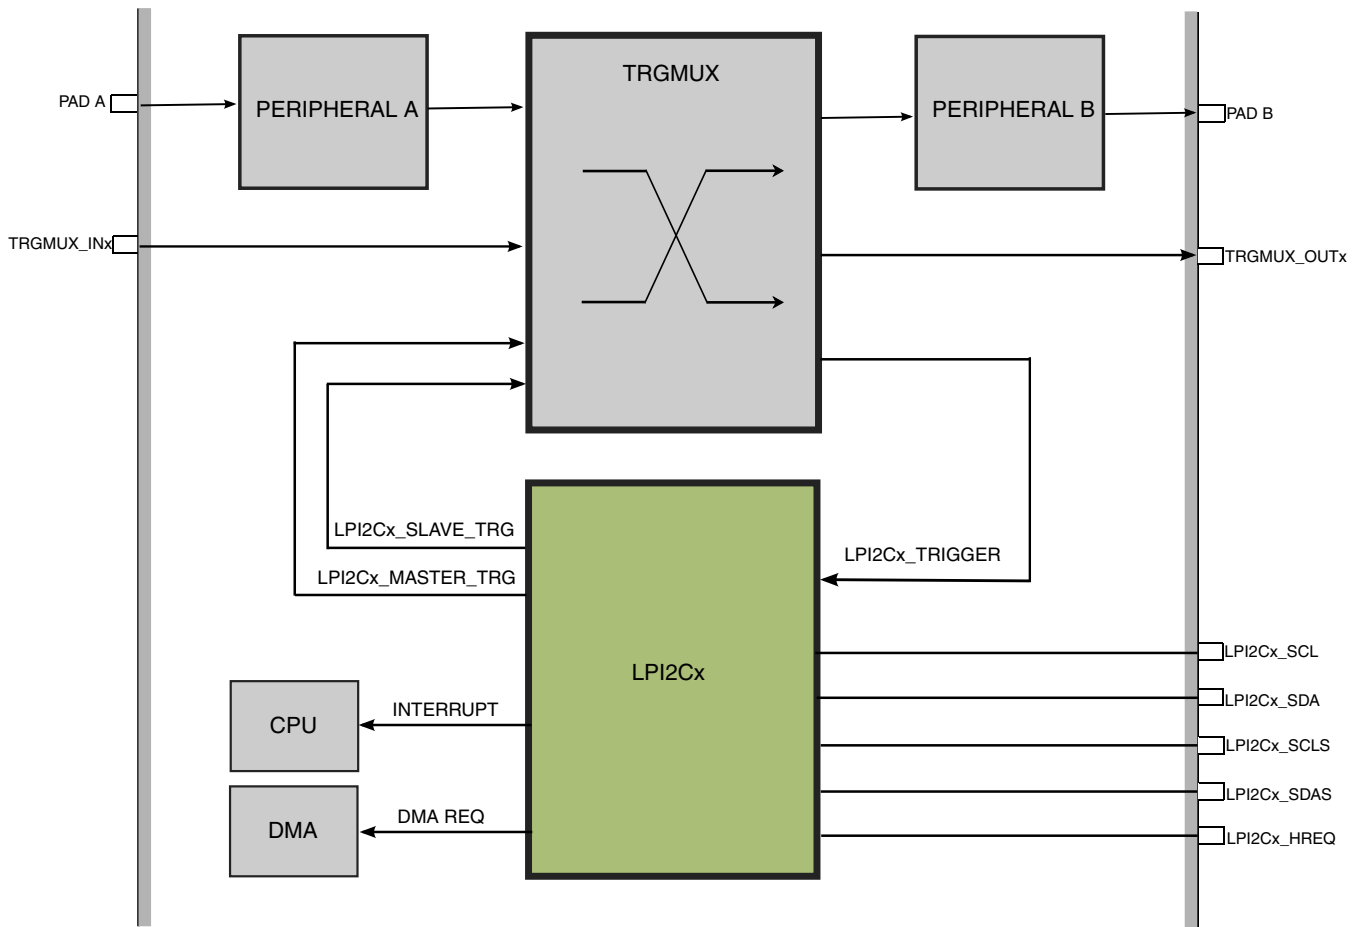 TRGMUX
PAD A
PERIPHERAL A
PERIPHERAL B
PAD B
TRGMUX_INx
TRGMUX_OUTx
LPI2Cx_SLAVE_TRG
LPI2Cx_TRIGGER
LPI2Cx_MASTER_TRG
LPI2Cx
LPI2Cx_SCL
LPI2Cx_SDA
INTERRUPT
CPU
LPI2Cx_SCLS
LPI2Cx_SDAS
DMA REQ
DMA
LPI2Cx_HREQ